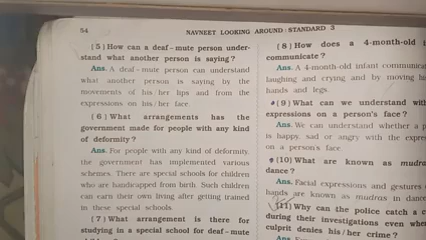 54
NAVNEET LOOKING AROUND : STANDARD 3
(5) How can a deaf-mute person under-
stand what another person is saying ?
Ans. A deaf-mute person can understand
what another person is saying by the
movements of his/her lips and from the
expressions on his/her face.
(6) What arrangements has the
government made for people with any kind
of deformity ?
Ans. For people with any kind of deformity,
the government has implemented various
schemes. There are special schools for children
who are handicapped from birth. Such children
can earn their own living after getting trained
in these special schools.
(7) What arrangement is there for
studying in a special school for deaf-mute
(8) How does a 4-month-old
communicate ?
Ans. A 4-month-old infant
laughing and crying and by moving
hands and legs.
(9) What can we understand
expressions on a person's face ?
Ans. We can understand whether a
is happy, sad or angry with the
on a person's face.
(10) What are known as
dance ?
Ans. Facial expressions and gestures
hands are known as mudras in dance
(11) Why can the police catch a
during their investigations even
culprit denies his/her crime ?